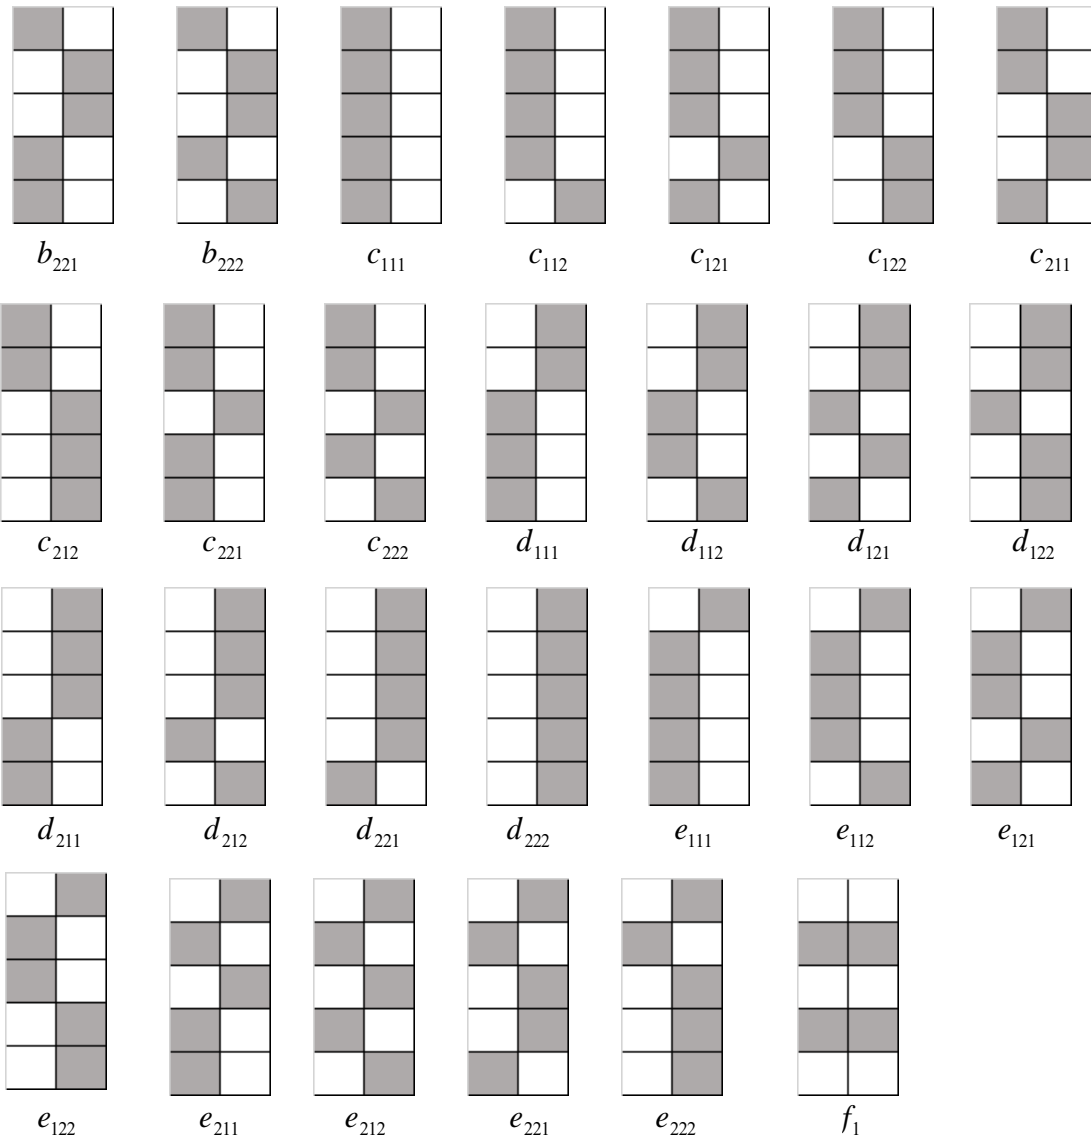 b₂₂₁ b₂₂₂ c₁₁₁ c₁₁₂ c₁₂₁ c₁₂₂ c₂₁₁
c₂₁₂ c₂₂₁ c₂₂₂ d₁₁₁ d₁₁₂ d₁₂₁ d₁₂₂
d₂₁₁ d₂₁₂ d₂₂₁ d₂₂₂ e₁₁₁ e₁₁₂ e₁₂₁
e₁₂₂ e₂₁₁ e₂₁₂ e₂₂₁ e₂₂₂ f₁